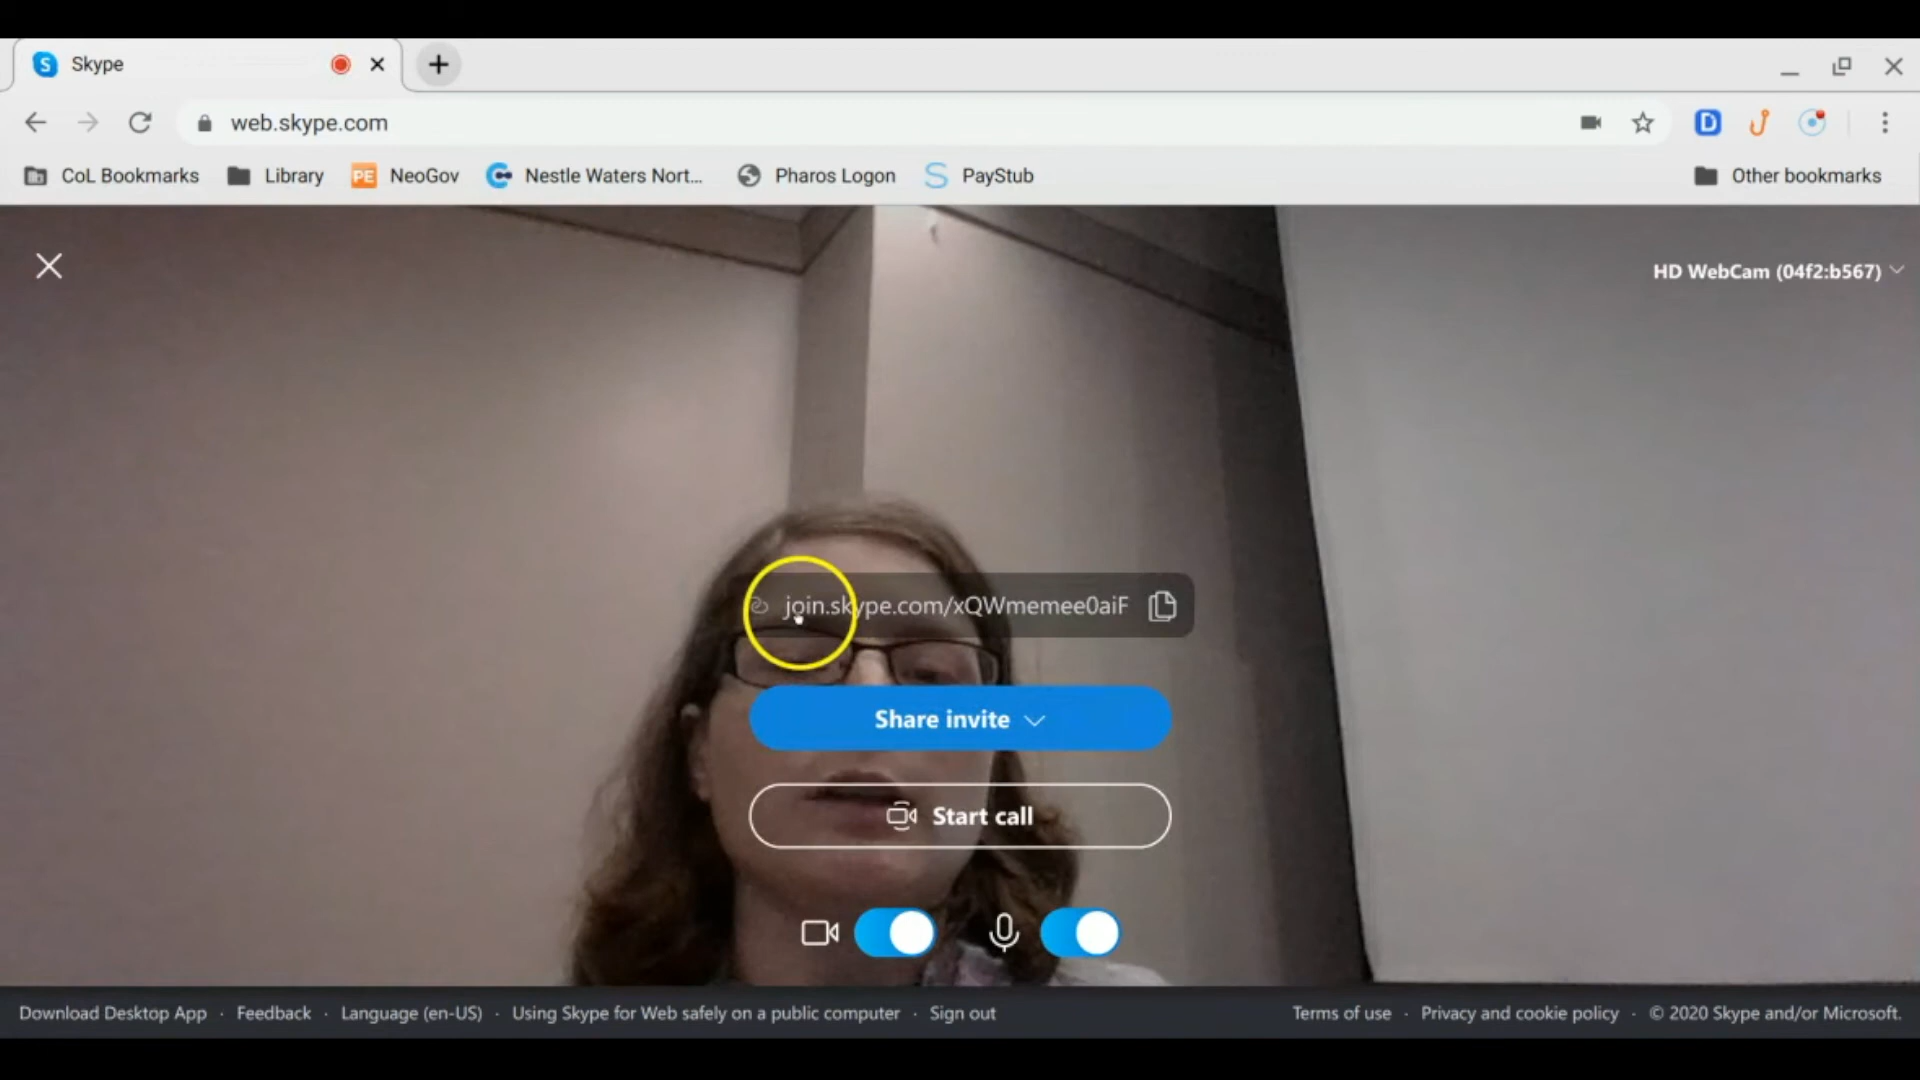 Skype
web.skype.com
CoL Bookmarks Library PE NeoGov Nestle Waters Nort... Pharos Logon PayStub Other bookmarks
HD WebCam (04f2:b567)
join.skype.com/xQWmemee0aiF
Share invite
Start call
Download Desktop App · Feedback · Language (en-US) · Using Skype for Web safely on a public computer · Sign out Terms of use · Privacy and cookie policy · © 2020 Skype and/or Microsoft.